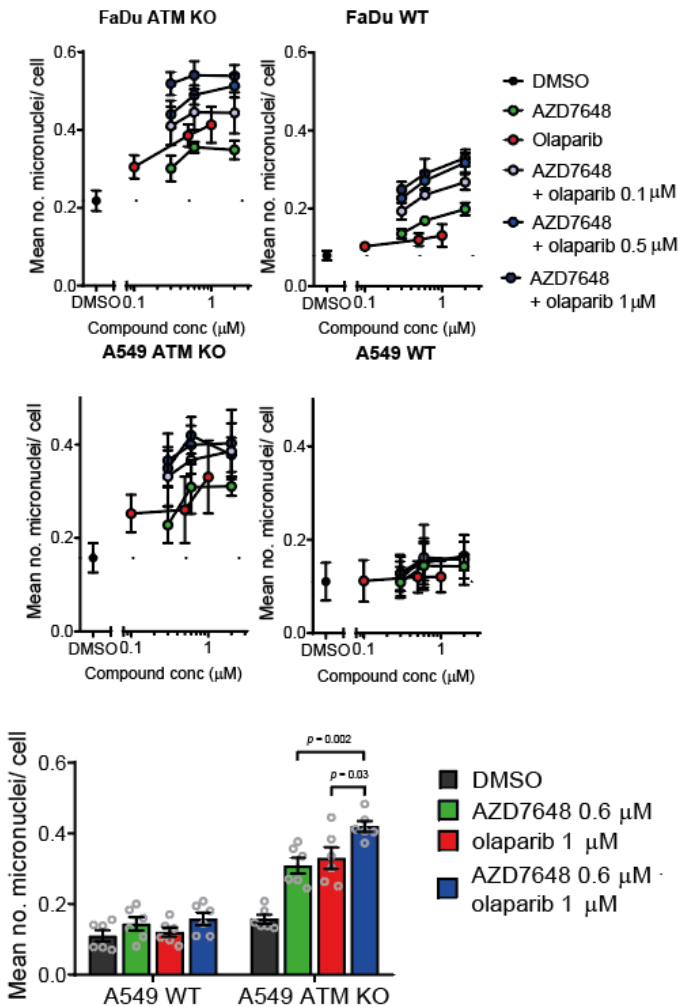 FaDu ATM KO
FaDu WT
Mean no. micronuclei/ cell
0.6
0.4
0.2
0.0
DMSO 0.1
1
Compound conc (μM)
Mean no. micronuclei/ cell
0.6
0.4
0.2
0.0
DMSO 0.1
1
Compound conc (μM)
DMSO
AZD7648
Olaparib
AZD7648
+ olaparib 0.1 μM
AZD7648
+ olaparib 0.5 μM
AZD7648
+ olaparib 1 μM
A549 ATM KO
A549 WT
Mean no. micronuclei/ cell
0.4
0.2
0.0
DMSO 0.1
1
Compound conc (μM)
Mean no. micronuclei/ cell
0.4
0.2
0.0
DMSO 0.1
1
Compound conc (μM)
Mean no. micronuclei/ cell
0.6
0.4
0.2
0.0
p = 0.002
p = 0.03
A549 WT
A549 ATM KO
DMSO
AZD7648 0.6 μM
olaparib 1 μM
AZD7648 0.6 μM ·
olaparib 1 μM